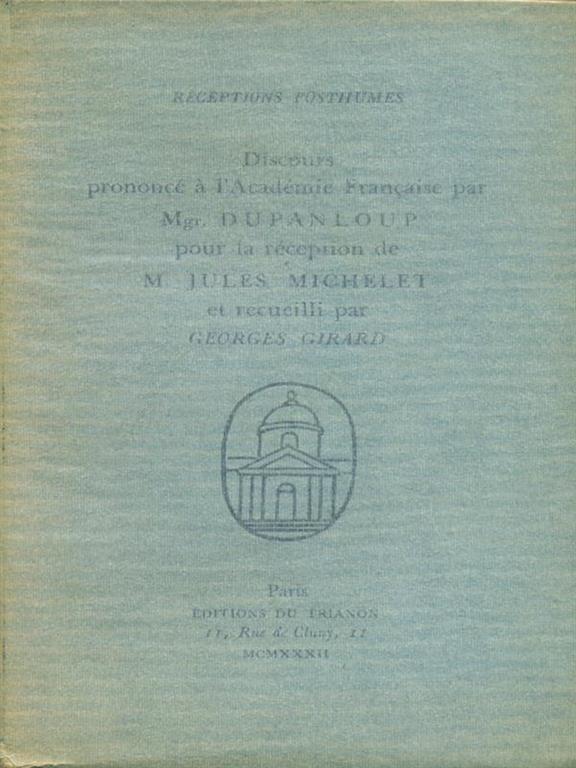 RÉCEPTIONS POSTHUMES
Discours
prononcé à l'Académie Française par
Mgr. DUPANLOUP
pour la réception de
M. JULES MICHELET
et recueilli par
GEORGES GIRARD
Paris
ÉDITIONS DU TRIANON
11, Rue de Cluny, 11
MCMXXXII